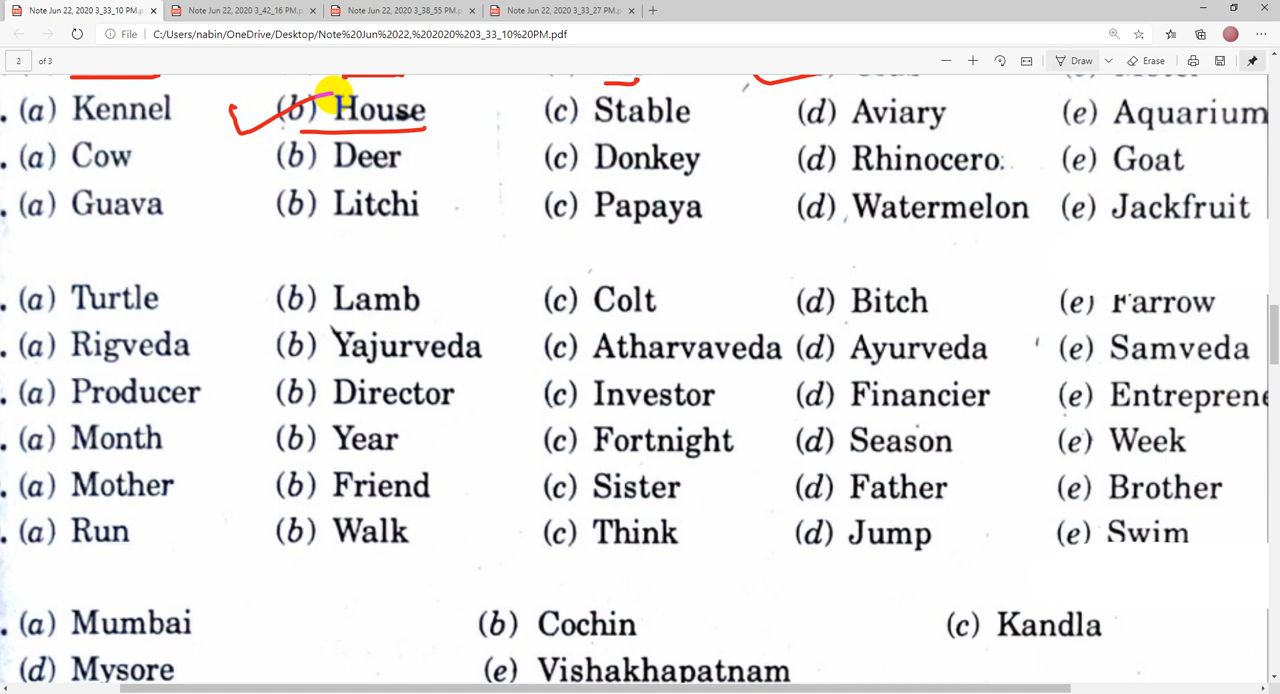 Note Jun 22, 2020 3_33_10 PM.p Note Jun 22, 2020 3_42_16 PM.p Note Jun 22, 2020 3_38_55 PM.p Note Jun 22, 2020 3_33_27 PM.p
File C:/Users/nabin/OneDrive/Desktop/Note%20Jun%2022,%202020%203_33_10%20PM.pdf
2 of 3 Draw Erase
. (a) Kennel (b) House (c) Stable (d) Aviary (e) Aquarium
. (a) Cow (b) Deer (c) Donkey (d) Rhinocero (e) Goat
. (a) Guava (b) Litchi (c) Papaya (d) Watermelon (e) Jackfruit
. (a) Turtle (b) Lamb (c) Colt (d) Bitch (e) Farrow
. (a) Rigveda (b) Yajurveda (c) Atharvaveda (d) Ayurveda (e) Samveda
. (a) Producer (b) Director (c) Investor (d) Financier (e) Entreprene
. (a) Month (b) Year (c) Fortnight (d) Season (e) Week
. (a) Mother (b) Friend (c) Sister (d) Father (e) Brother
. (a) Run (b) Walk (c) Think (d) Jump (e) Swim
. (a) Mumbai (b) Cochin (c) Kandla
(d) Mysore (e) Vishakhapatnam